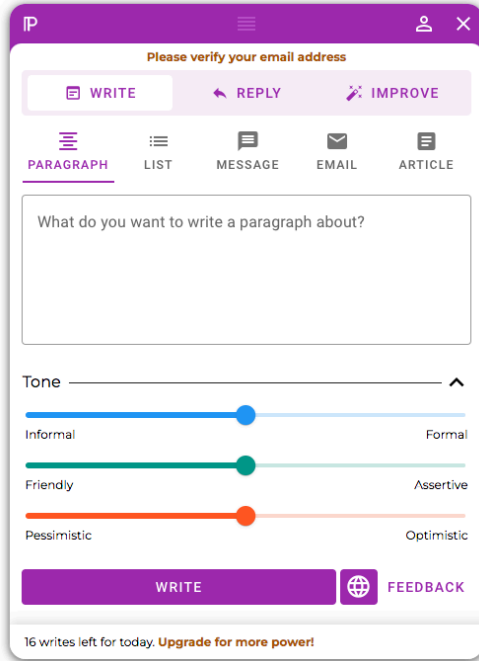 Please verify your email address
WRITE REPLY IMPROVE
PARAGRAPH LIST MESSAGE EMAIL ARTICLE
What do you want to write a paragraph about?
Tone
Informal Formal
Friendly Assertive
Pessimistic Optimistic
WRITE FEEDBACK
16 writes left for today. Upgrade for more power!